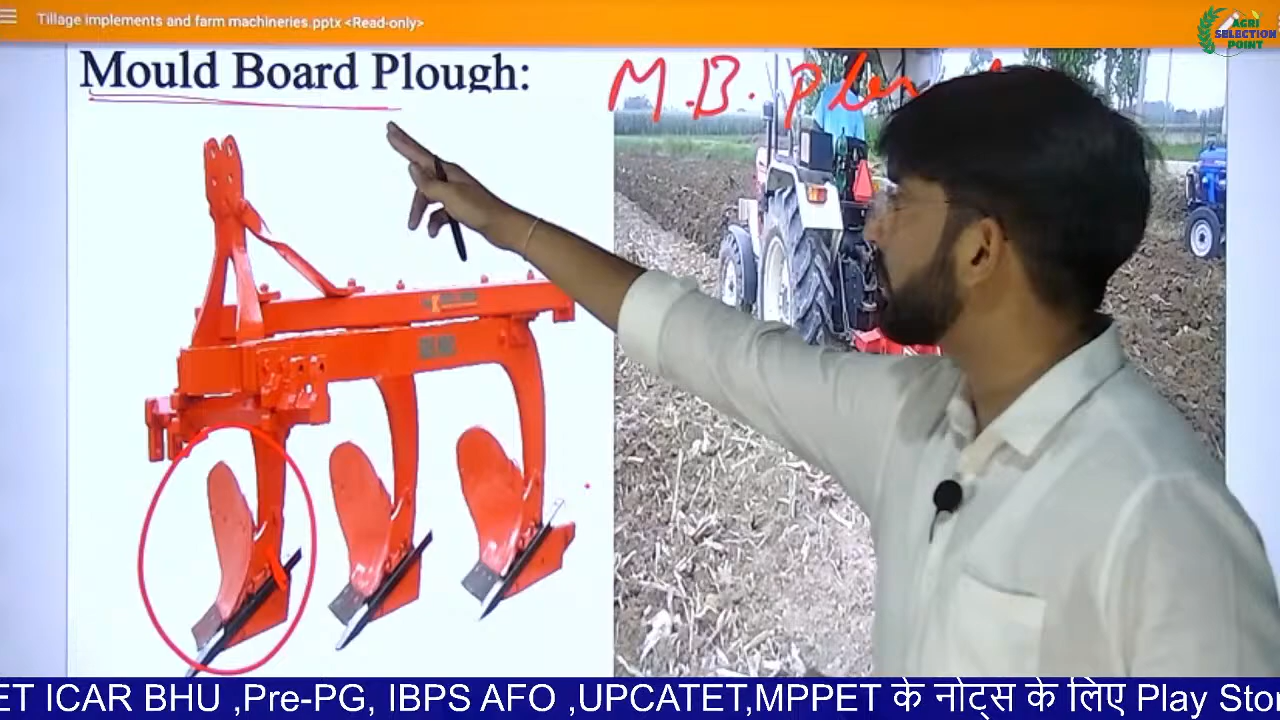 Tillage implements and farm machineries.pptx <Read-only>
AGRI
SELECTION
POINT
Mould Board Plough:
M.B.
ET ICAR BHU ,Pre-PG, IBPS AFO ,UPCATET,MPPET के नोट्स के लिए Play Stor